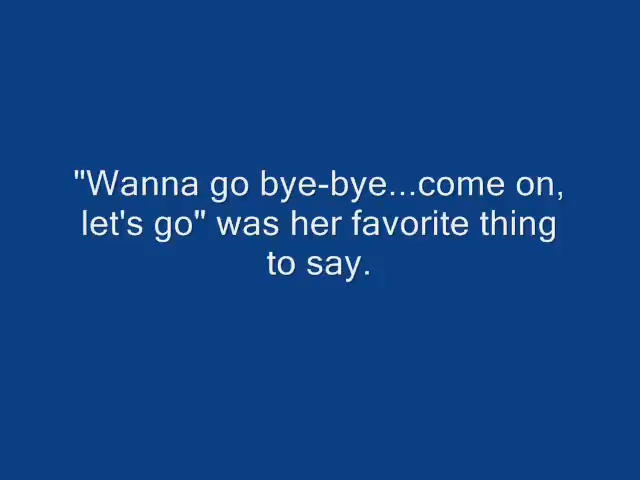 "Wanna go bye-bye...come on,
let's go" was her favorite thing
to say.